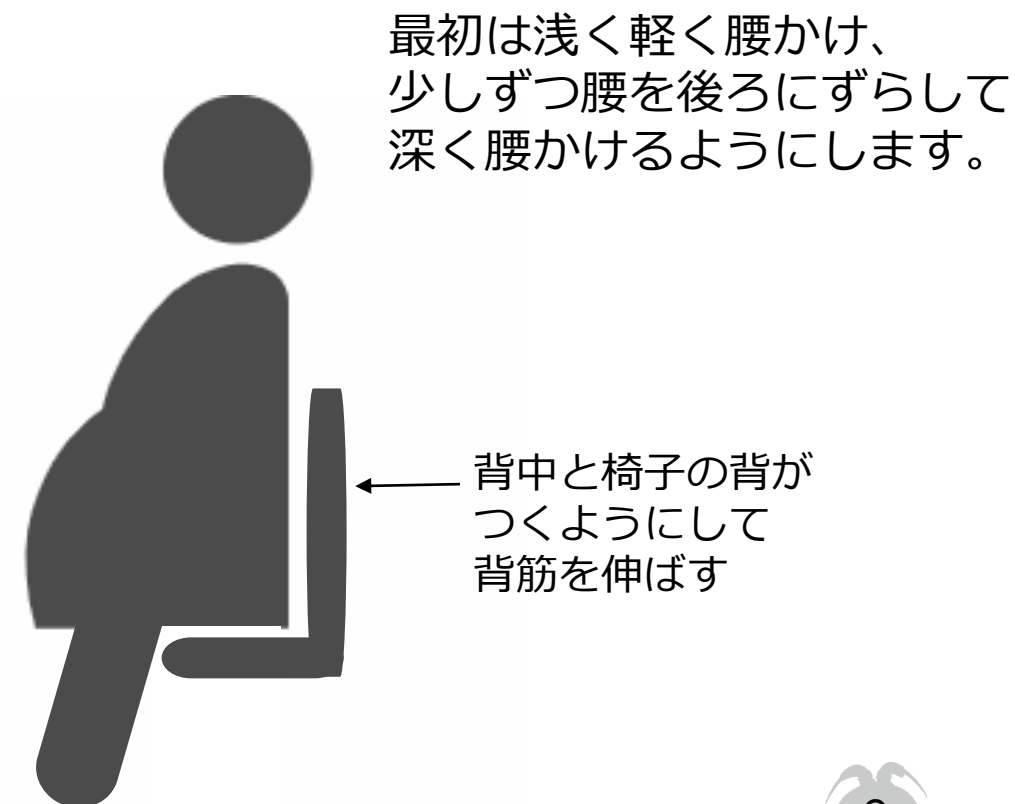 最初は浅く軽く腰かけ、
少しずつ腰を後ろにずらして
深く腰かけるようにします。
背中と椅子の背が
つくようにして
背筋を伸ばす